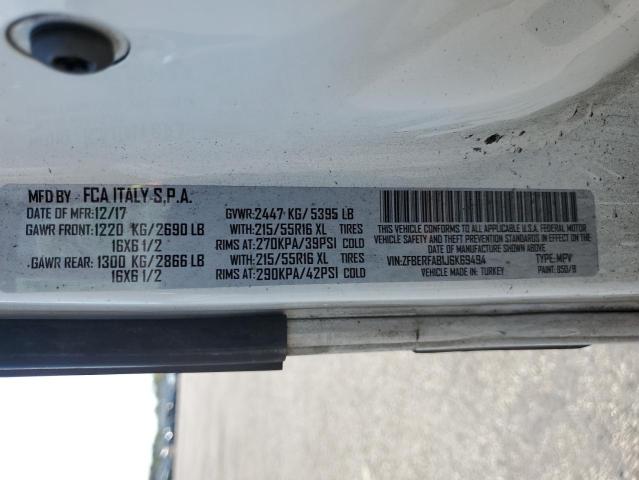 MFD BY - FCA ITALY S.P.A.
DATE OF MFR: 12/17 GVWR: 2447 KG/ 5395 LB
GAWR FRONT: 1220 KG/2690 LB WITH: 215/55R16 XL TIRES
16X6 1/2 RIMS AT: 270KPA/39PSI COLD
GAWR REAR: 1300 KG/2866 LB WITH: 215/55R16 XL TIRES
16X6 1/2 RIMS AT: 290KPA/42PSI COLD
THIS VEHICLE CONFORMS TO ALL APPLICABLE U.S.A. FEDERAL MOTOR
VEHICLE SAFETY AND THEFT PREVENTION STANDARDS IN EFFECT ON THE
DATE OF MANUFACTURE SHOWN ABOVE.
VIN: ZFBERFAB1J6K69494 TYPE: MPV
MADE IN: TURKEY PAINT: 950/B